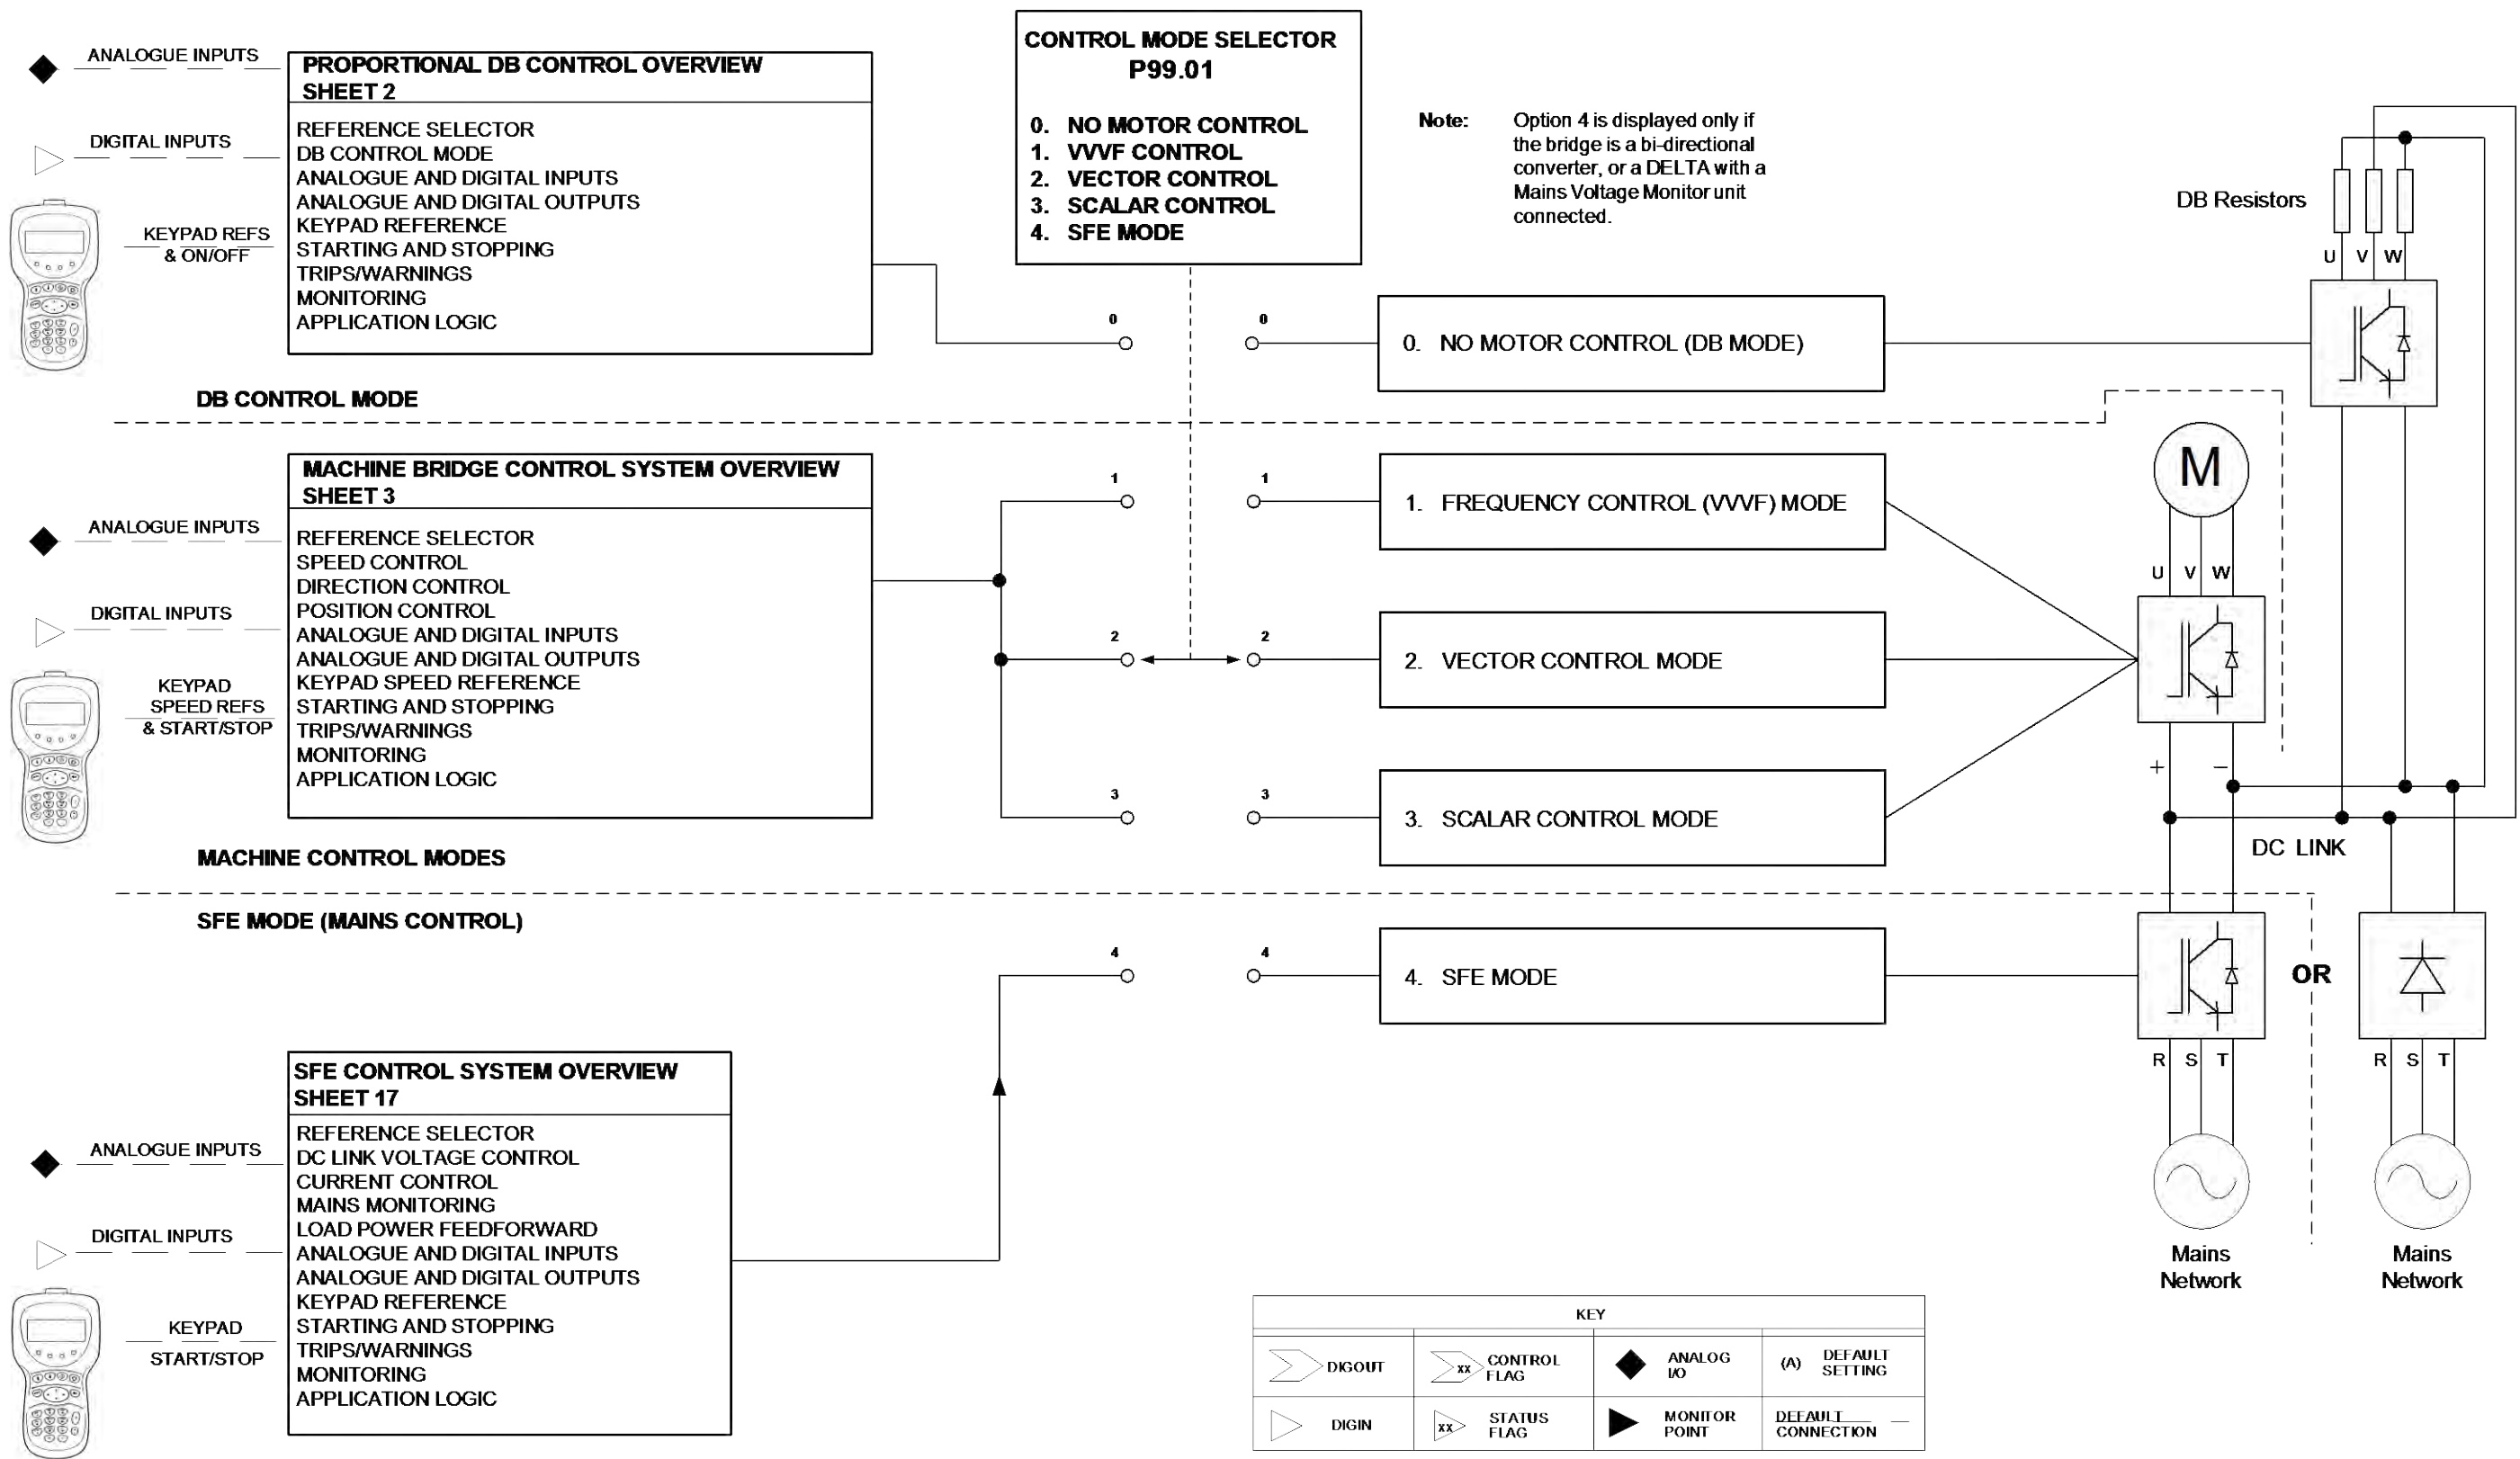 ANALOGUE INPUTS
DIGITAL INPUTS
KEYPAD REFS
& ON/OFF
PROPORTIONAL DB CONTROL OVERVIEW
SHEET 2
REFERENCE SELECTOR
DB CONTROL MODE
ANALOGUE AND DIGITAL INPUTS
ANALOGUE AND DIGITAL OUTPUTS
KEYPAD REFERENCE
STARTING AND STOPPING
TRIPS/WARNINGS
MONITORING
APPLICATION LOGIC
CONTROL MODE SELECTOR
P99.01
0. NO MOTOR CONTROL
1. VVVF CONTROL
2. VECTOR CONTROL
3. SCALAR CONTROL
4. SFE MODE
Note: Option 4 is displayed only if
the bridge is a bi-directional
converter, or a DELTA with a
Mains Voltage Monitor unit
connected.
DB Resistors
U V W
0 0
0. NO MOTOR CONTROL (DB MODE)
DB CONTROL MODE
ANALOGUE INPUTS
DIGITAL INPUTS
KEYPAD
SPEED REFS
& START/STOP
MACHINE BRIDGE CONTROL SYSTEM OVERVIEW
SHEET 3
REFERENCE SELECTOR
SPEED CONTROL
DIRECTION CONTROL
POSITION CONTROL
ANALOGUE AND DIGITAL INPUTS
ANALOGUE AND DIGITAL OUTPUTS
KEYPAD SPEED REFERENCE
STARTING AND STOPPING
TRIPS/WARNINGS
MONITORING
APPLICATION LOGIC
1 1
1. FREQUENCY CONTROL (VVVF) MODE
2 2
2. VECTOR CONTROL MODE
3 3
3. SCALAR CONTROL MODE
M
U V W
+ −
DC LINK
MACHINE CONTROL MODES
SFE MODE (MAINS CONTROL)
4 4
4. SFE MODE
OR
R S T
R S T
Mains
Network
Mains
Network
ANALOGUE INPUTS
DIGITAL INPUTS
KEYPAD
START/STOP
SFE CONTROL SYSTEM OVERVIEW
SHEET 17
REFERENCE SELECTOR
DC LINK VOLTAGE CONTROL
CURRENT CONTROL
MAINS MONITORING
LOAD POWER FEEDFORWARD
ANALOGUE AND DIGITAL INPUTS
ANALOGUE AND DIGITAL OUTPUTS
KEYPAD REFERENCE
STARTING AND STOPPING
TRIPS/WARNINGS
MONITORING
APPLICATION LOGIC
KEY
DIGOUT
xx CONTROL
FLAG
ANALOG
I/O
(A) DEFAULT
SETTING
DIGIN
xx STATUS
FLAG
MONITOR
POINT
DEFAULT
CONNECTION